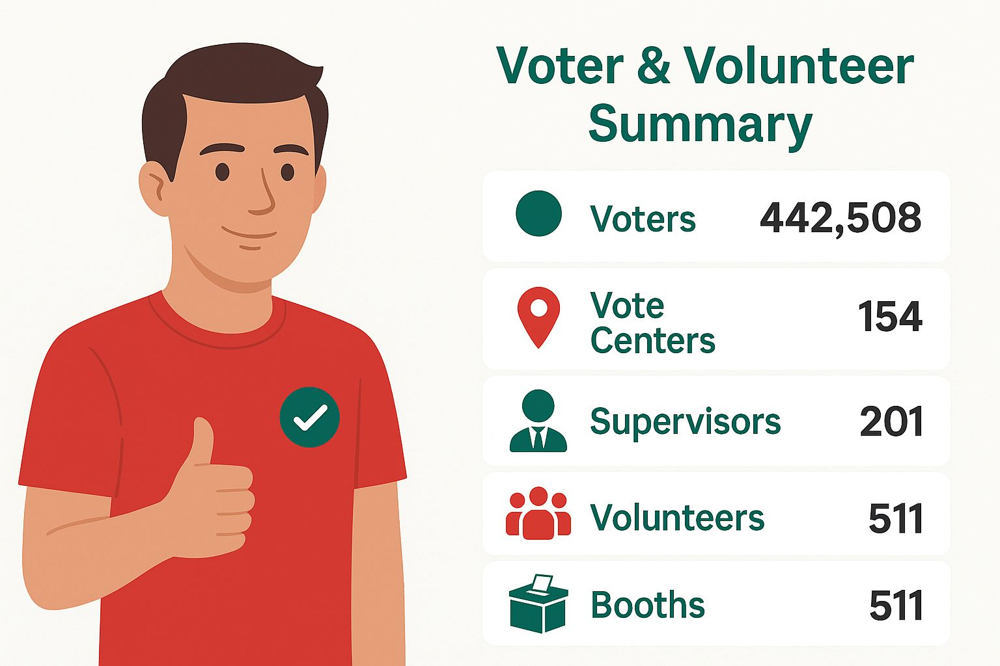 Voter & Volunteer
Summary
Voters 442,508
Vote
Centers 154
Supervisors 201
Volunteers 511
Booths 511